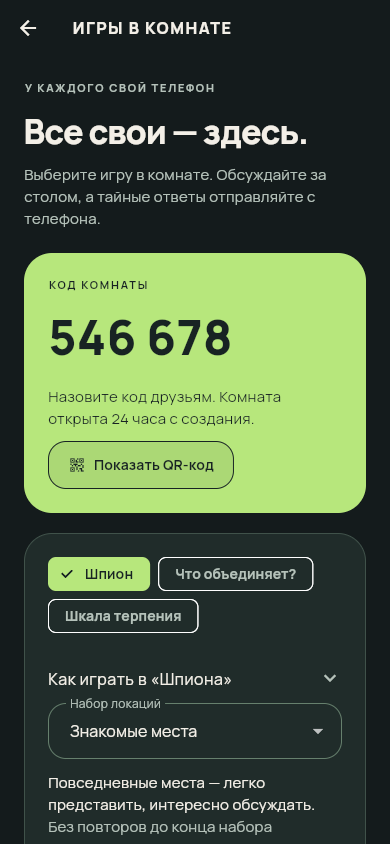 ИГРЫ В КОМНАТЕ
У КАЖДОГО СВОЙ ТЕЛЕФОН
Все свои — здесь.
Выберите игру в комнате. Обсуждайте за
столом, а тайные ответы отправляйте с
телефона.
КОД КОМНАТЫ
546 678
Назовите код друзьям. Комната
открыта 24 часа с создания.
Показать QR-код
Шпион
Что объединяет?
Шкала терпения
Как играть в «Шпиона»
Набор локаций
Знакомые места
Повседневные места — легко
представить, интересно обсуждать.
Без повторов до конца набора